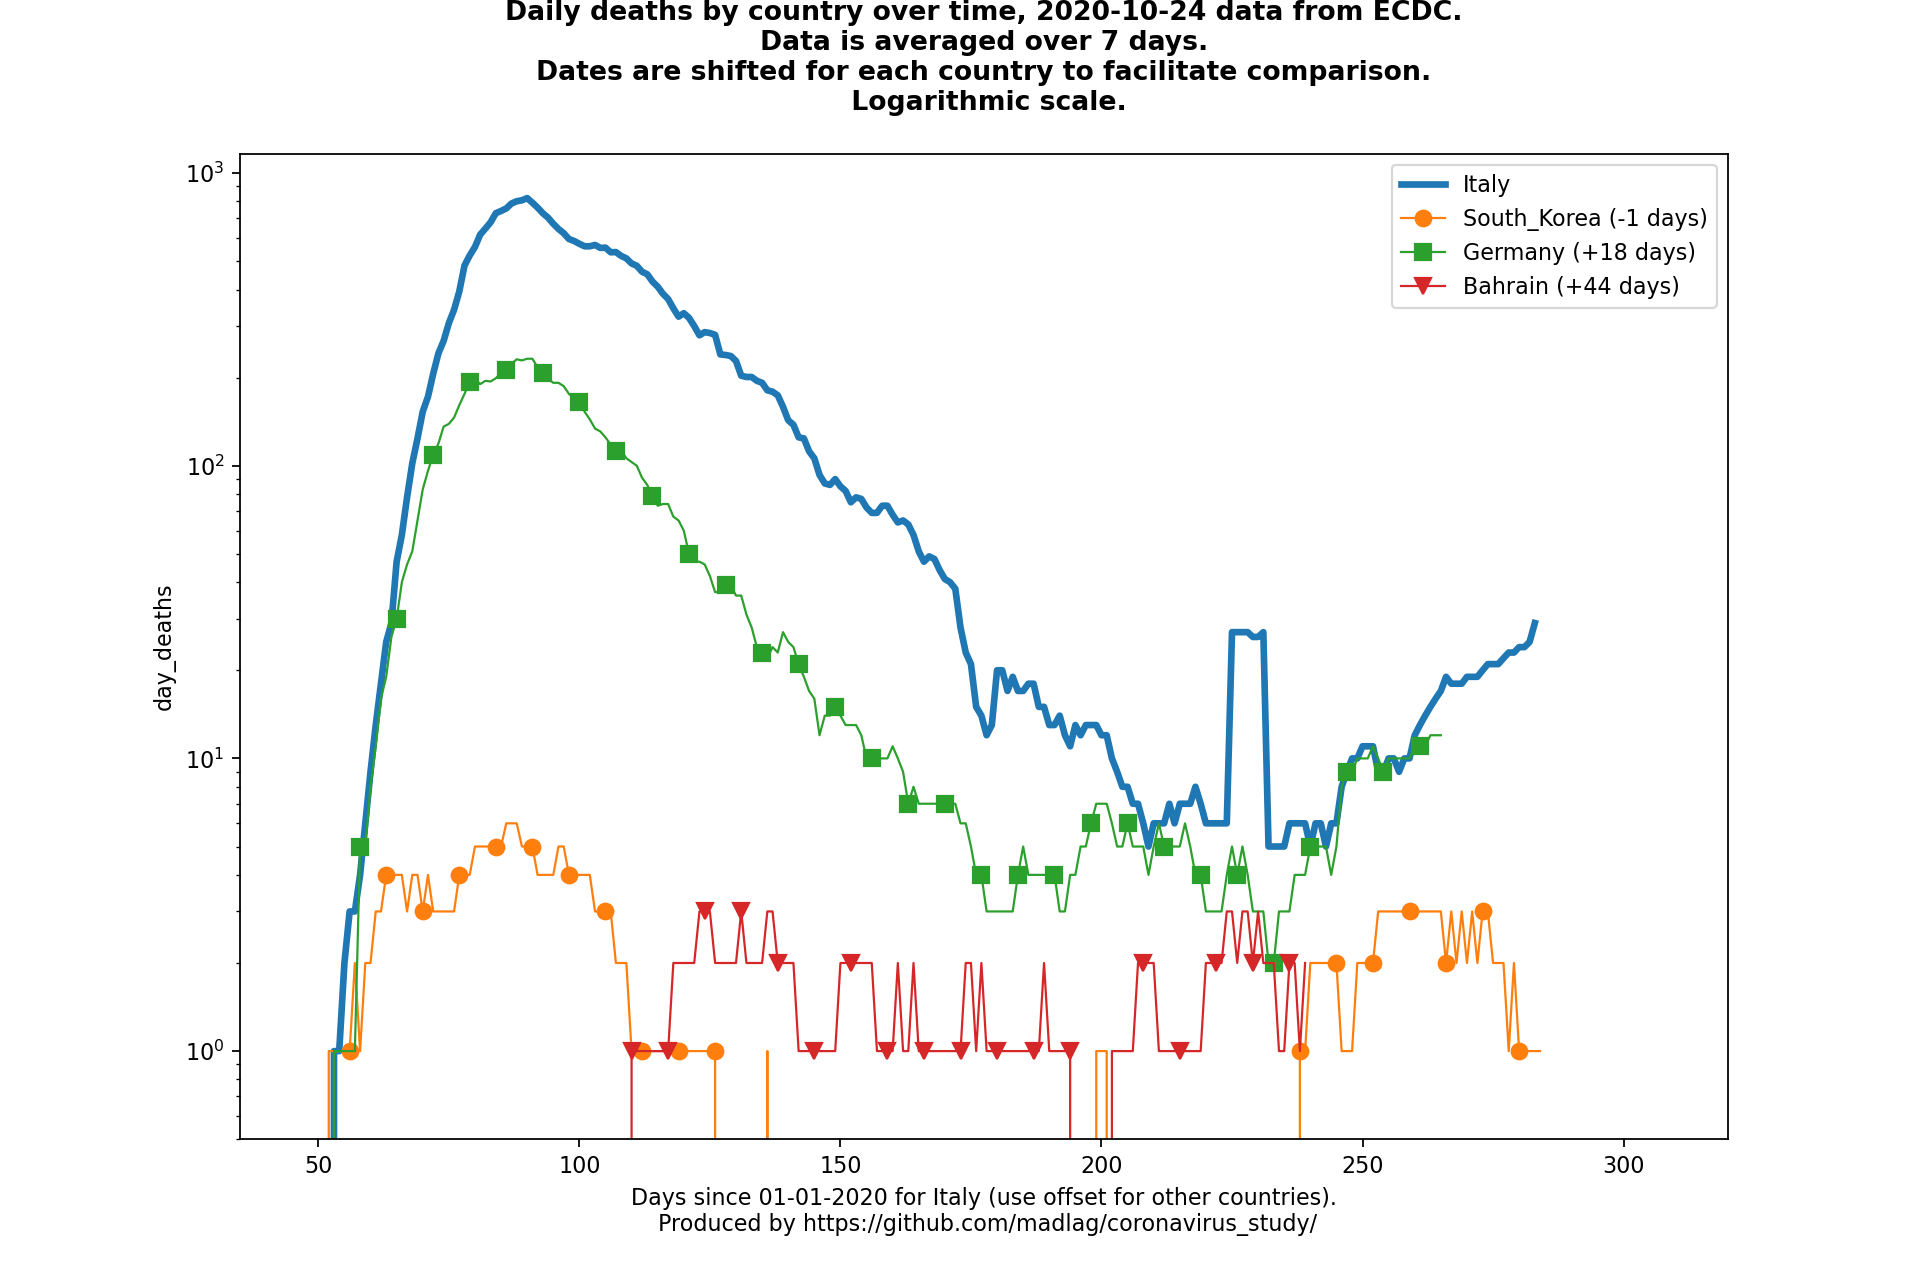 Daily deaths by country over time, 2020-10-24 data from ECDC.
Data is averaged over 7 days.
Dates are shifted for each country to facilitate comparison.
Logarithmic scale.
10³
10²
10¹
10⁰
day_deaths
Italy
South_Korea (-1 days)
Germany (+18 days)
Bahrain (+44 days)
50 100 150 200 250 300
Days since 01-01-2020 for Italy (use offset for other countries).
Produced by https://github.com/madlag/coronavirus_study/